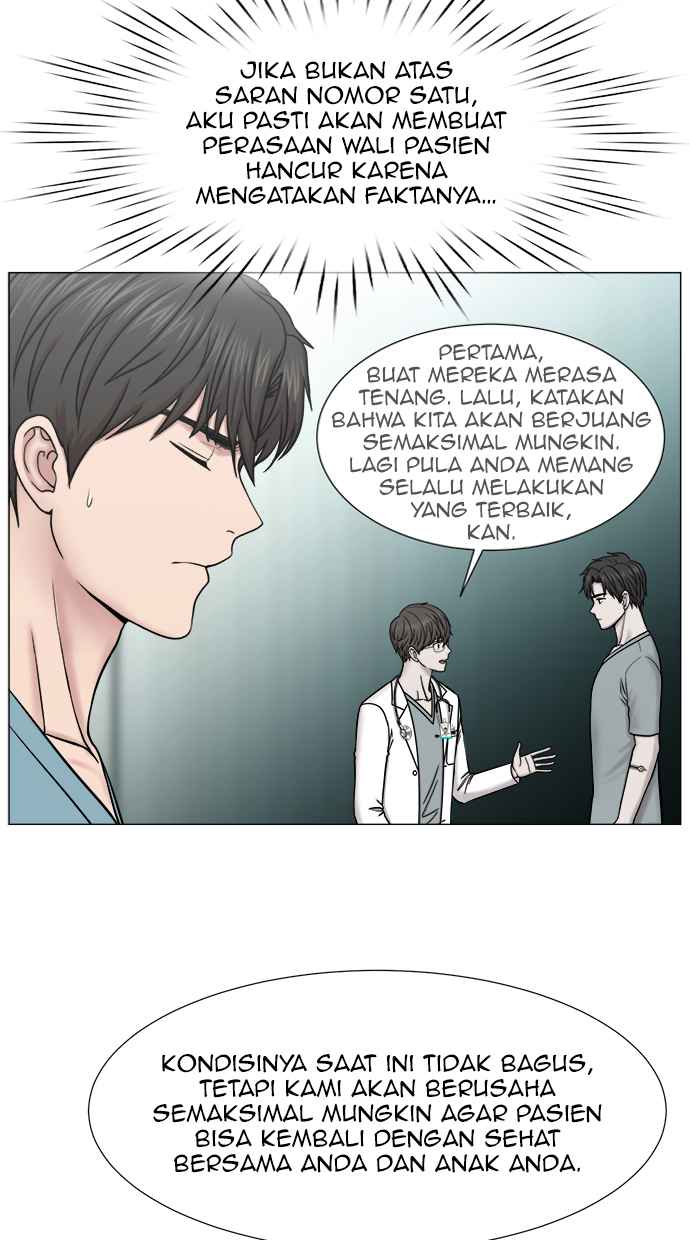 JIKA BUKAN ATAS
SARAN NOMOR SATU,
AKU PASTI AKAN MEMBUAT
PERASAAN WALI PASIEN
HANCUR KARENA
MENGATAKAN FAKTANYA...
PERTAMA,
BUAT MEREKA MERASA
TENANG. LALU, KATAKAN
BAHWA KITA AKAN BERJUANG
SEMAKSIMAL MUNGKIN.
LAGI PULA ANDA MEMANG
SELALU MELAKUKAN
YANG TERBAIK,
KAN.
KONDISINYA SAAT INI TIDAK BAGUS,
TETAPI KAMI AKAN BERUSAHA
SEMAKSIMAL MUNGKIN AGAR PASIEN
BISA KEMBALI DENGAN SEHAT
BERSAMA ANDA DAN ANAK ANDA.